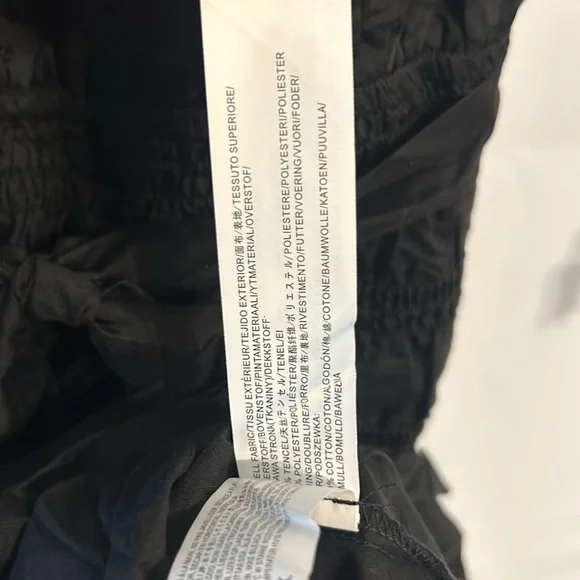 ELL FABRIC/TISSU EXTÉRIEUR/TEJIDO EXTERIOR/面布/表地/TESSUTO SUPERIORE/
ERSTOFF/BOVENSTOF/PINTAMATERIAALI/YTMATERIAL/OVERSTOF/
AWA STRONA(TKANINY)/DEKKSTOFF
% TENCEL/天丝テンセル/TENEL/EI
% POLYESTER/POLIÉSTER/聚酯纤维/ポリエステル/POLIESTERE/POLYESTERI/POLIESTER
ING/DOUBLURE/FORRO/里布/裏地/RIVESTIMENTO/FUTTER/VOERING/VUORI/FODER/
R/PODSZEWKA:
% COTTON/COTON/ALGODÓN/棉/綿/COTONE/BAUMWOLLE/KATOEN/PUUVILLA/
MULL/BOMULD/BAWEŁNA